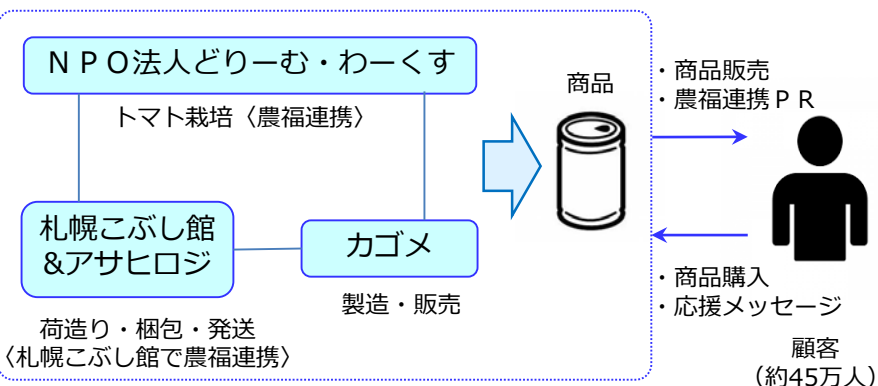 ＮＰＯ法人どりーむ・わーくす
トマト栽培〈農福連携〉
札幌こぶし館
&アサヒロジ
荷造り・梱包・発送
〈札幌こぶし館で農福連携〉
カゴメ
製造・販売
商品
・商品販売
・農福連携ＰＲ
・商品購入
・応援メッセージ
顧客
（約45万人）